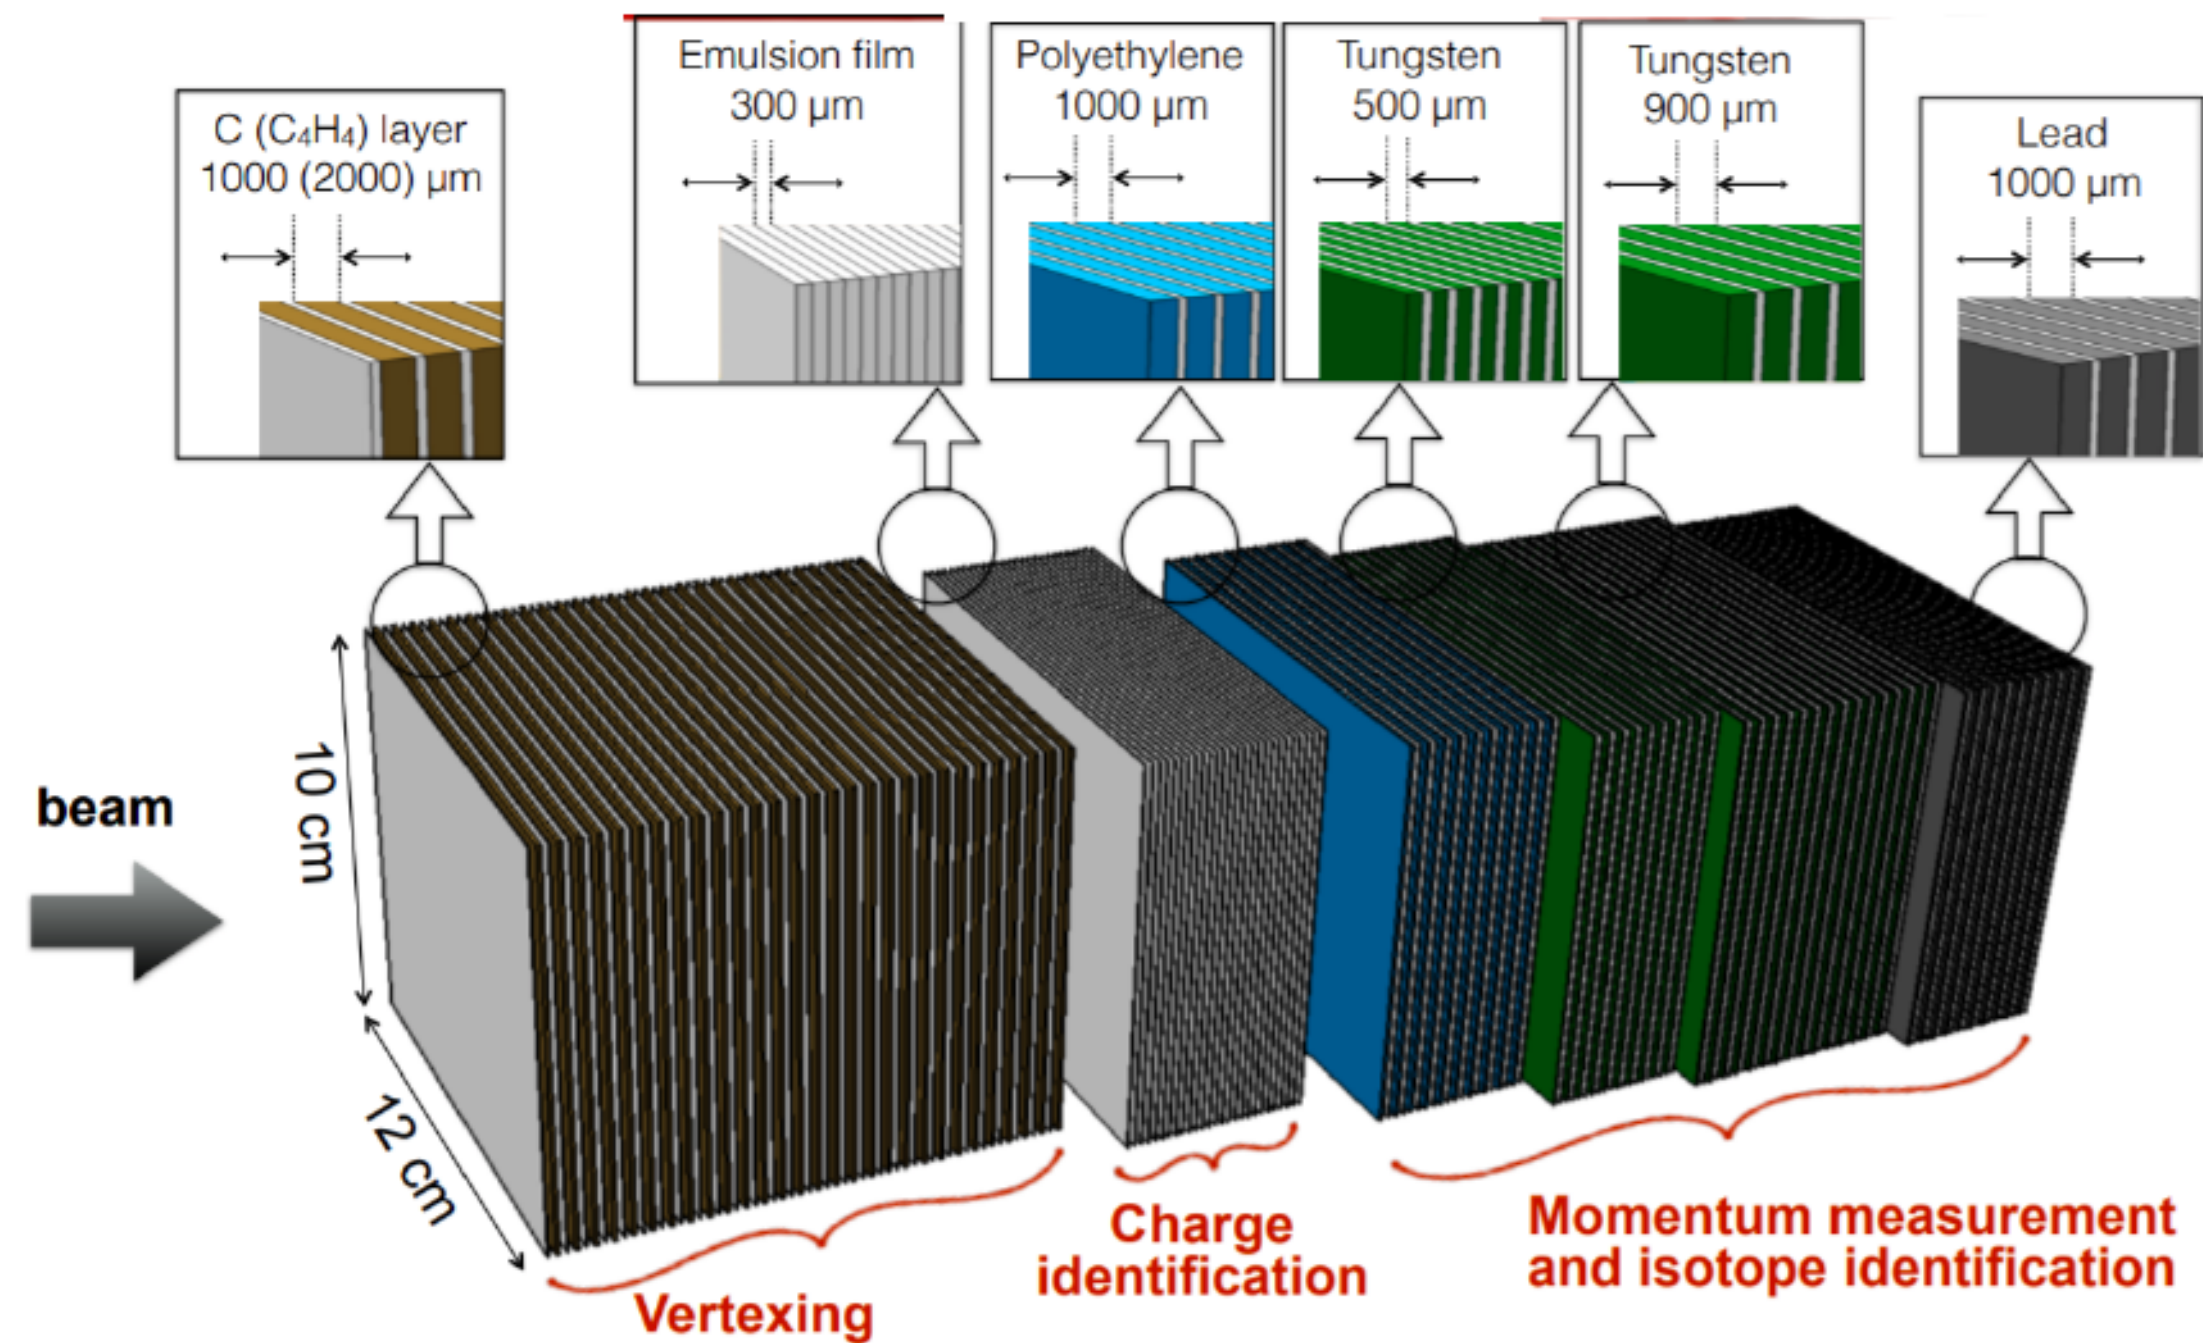 C (C₄H₄) layer
1000 (2000) μm
Emulsion film
300 μm
Polyethylene
1000 μm
Tungsten
500 μm
Tungsten
900 μm
Lead
1000 μm
beam
10 cm
12 cm
Vertexing
Charge
identification
Momentum measurement
and isotope identification